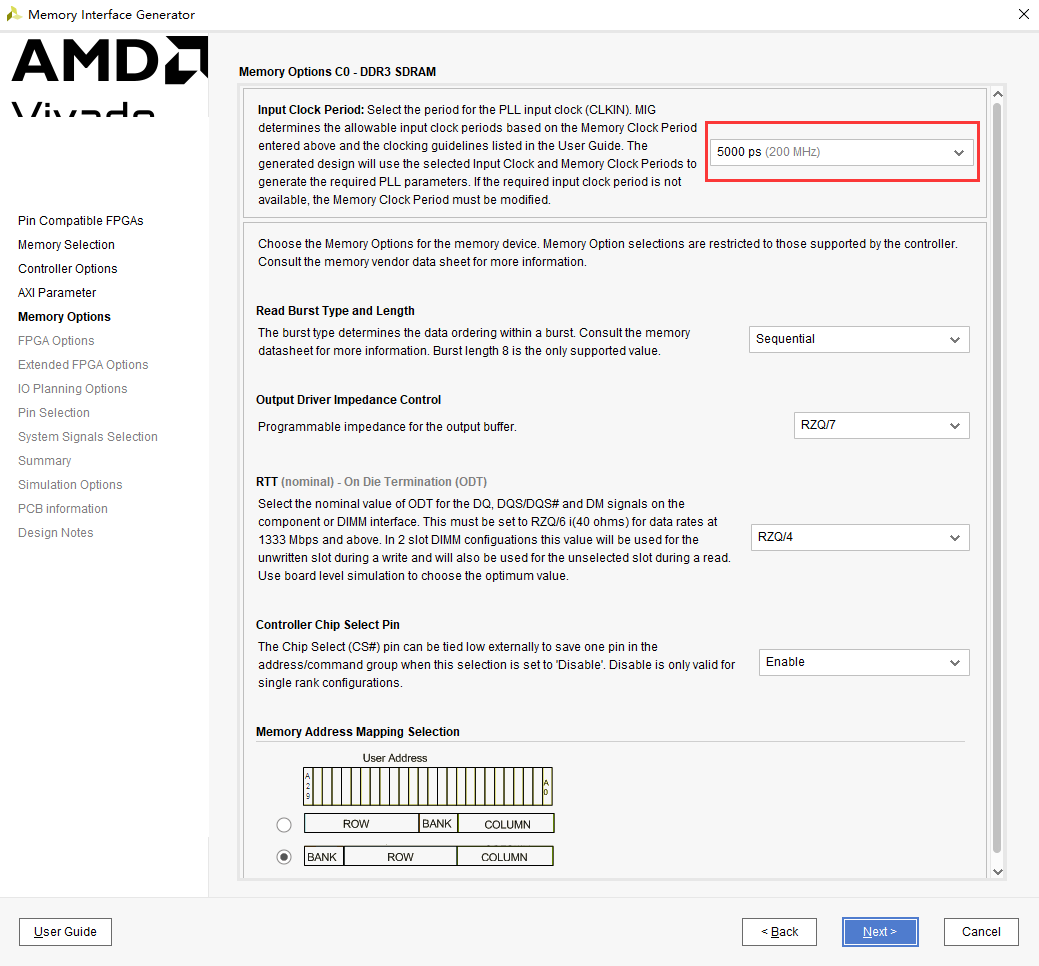 Memory Interface Generator
AMD
Vivado
Pin Compatible FPGAs
Memory Selection
Controller Options
AXI Parameter
Memory Options
FPGA Options
Extended FPGA Options
IO Planning Options
Pin Selection
System Signals Selection
Summary
Simulation Options
PCB information
Design Notes
Memory Options C0 - DDR3 SDRAM
Input Clock Period: Select the period for the PLL input clock (CLKIN). MIG
determines the allowable input clock periods based on the Memory Clock Period
entered above and the clocking guidelines listed in the User Guide. The
generated design will use the selected Input Clock and Memory Clock Periods to
generate the required PLL parameters. If the required input clock period is not
available, the Memory Clock Period must be modified.
5000 ps (200 MHz)
Choose the Memory Options for the memory device. Memory Option selections are restricted to those supported by the controller.
Consult the memory vendor data sheet for more information.
Read Burst Type and Length
The burst type determines the data ordering within a burst. Consult the memory
datasheet for more information. Burst length 8 is the only supported value.
Sequential
Output Driver Impedance Control
Programmable impedance for the output buffer.
RZQ/7
RTT (nominal) - On Die Termination (ODT)
Select the nominal value of ODT for the DQ, DQS/DQS# and DM signals on the
component or DIMM interface. This must be set to RZQ/6 i(40 ohms) for data rates at
1333 Mbps and above. In 2 slot DIMM configuations this value will be used for the
unwritten slot during a write and will also be used for the unselected slot during a read.
Use board level simulation to choose the optimum value.
RZQ/4
Controller Chip Select Pin
The Chip Select (CS#) pin can be tied low externally to save one pin in the
address/command group when this selection is set to 'Disable'. Disable is only valid for
single rank configurations.
Enable
Memory Address Mapping Selection
User Address
A29 A0
ROW BANK COLUMN
BANK ROW COLUMN
User Guide
< Back
Next >
Cancel